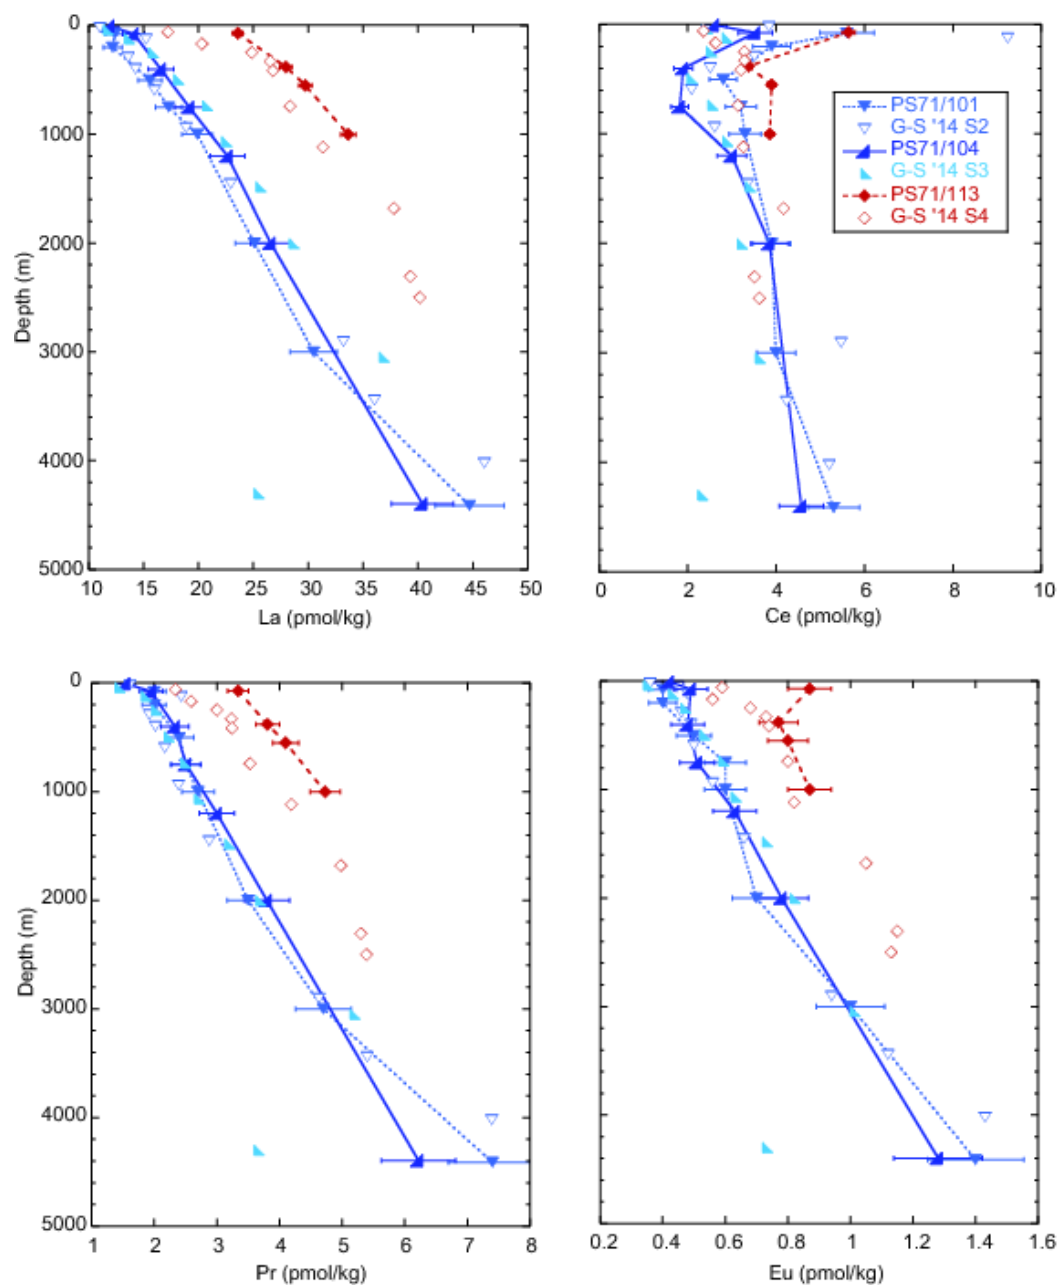 0
1000
2000
3000
4000
5000
Depth (m)
10 15 20 25 30 35 40 45 50
La (pmol/kg)
PS71/101
G-S '14 S2
PS71/104
G-S '14 S3
PS71/113
G-S '14 S4
0 2 4 6 8 10
Ce (pmol/kg)
0
1000
2000
3000
4000
5000
Depth (m)
1 2 3 4 5 6 7 8
Pr (pmol/kg)
0.2 0.4 0.6 0.8 1 1.2 1.4 1.6
Eu (pmol/kg)